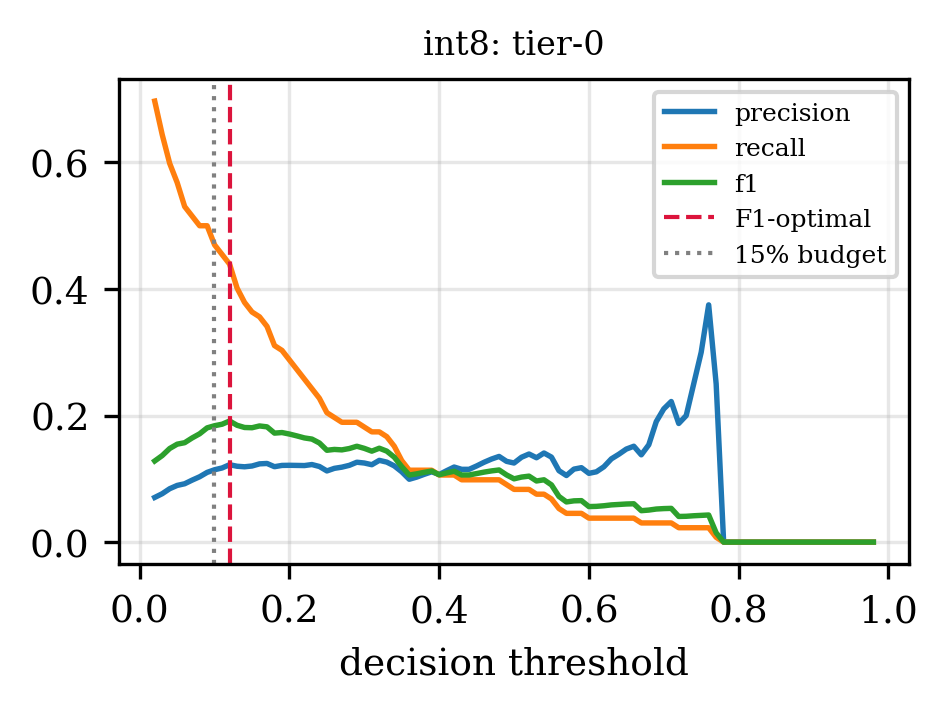 int8: tier-0
precision
recall
f1
F1-optimal
15% budget
0.6
0.4
0.2
0.0
0.0 0.2 0.4 0.6 0.8 1.0
decision threshold